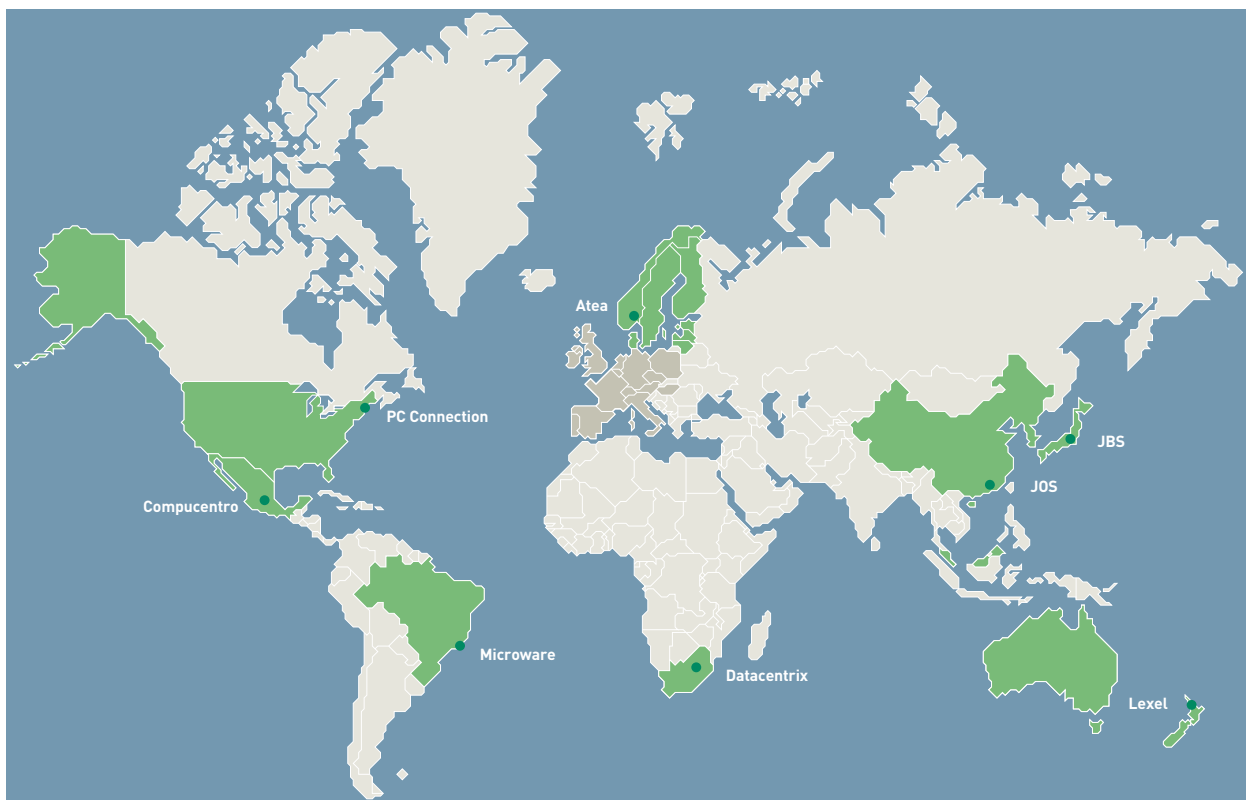 Atea
PC Connection
JBS
JOS
Compucentro
Microware
Datacentrix
Lexel